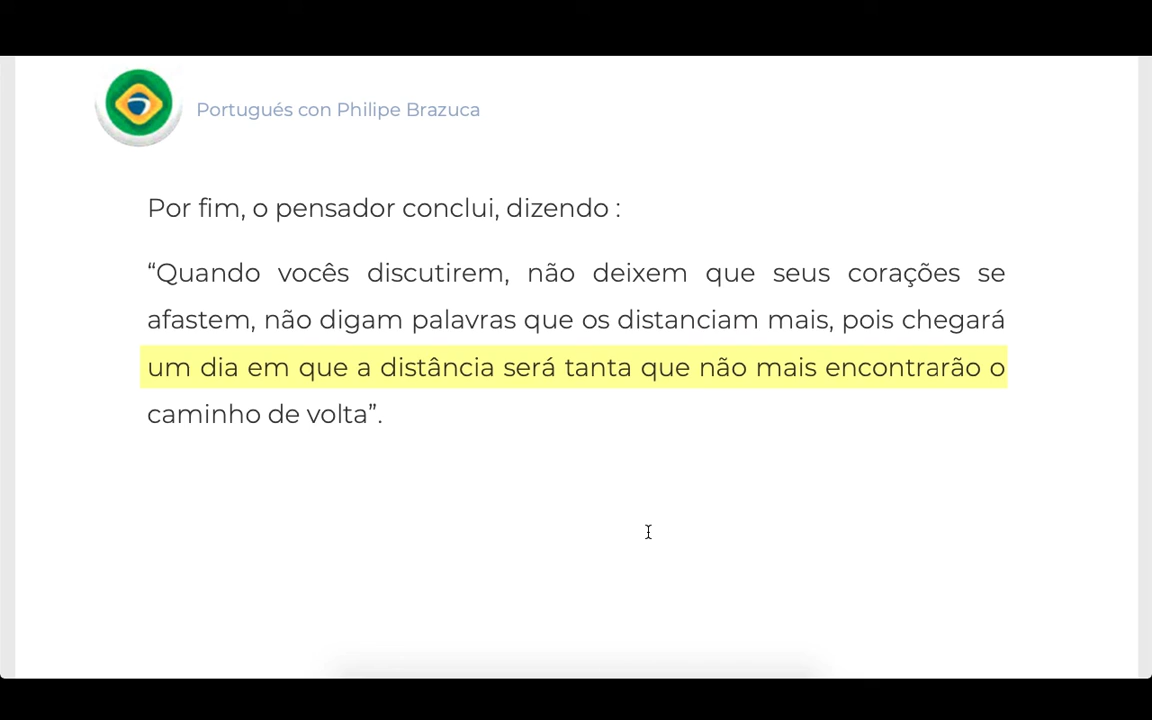 Portugués con Philipe Brazuca
Por fim, o pensador conclui, dizendo :
“Quando vocês discutirem, não deixem que seus corações se
afastem, não digam palavras que os distanciam mais, pois chegará
um dia em que a distância será tanta que não mais encontrarão o
caminho de volta”.